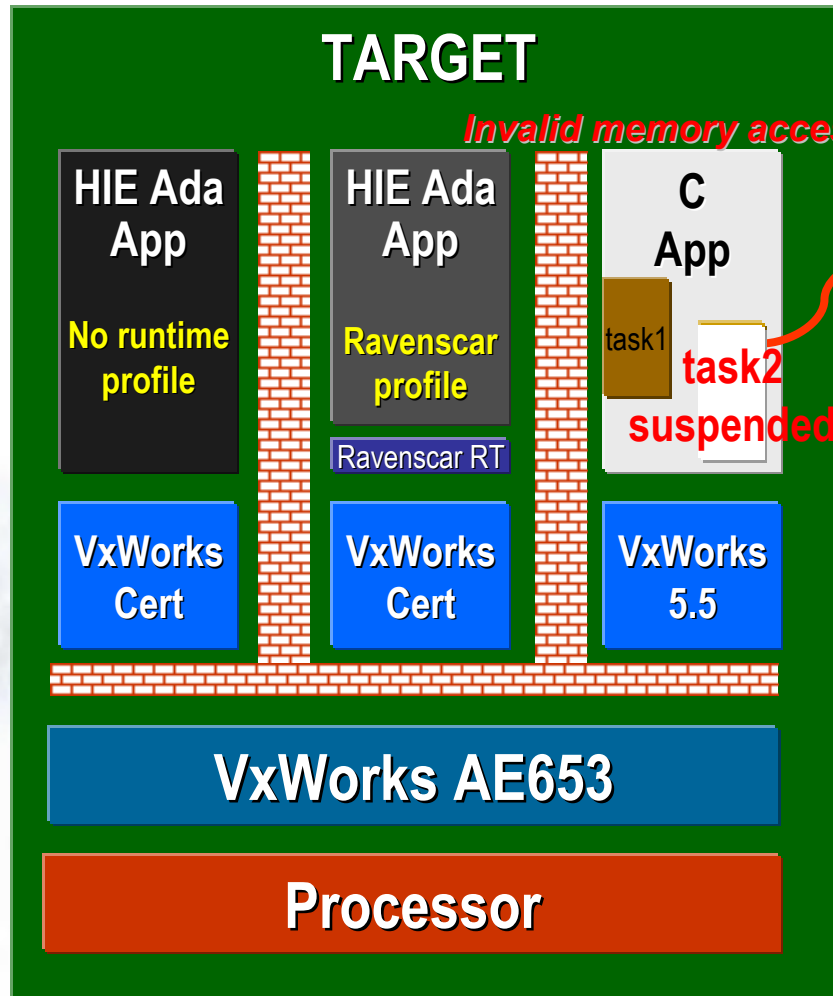 TARGET
Invalid memory acces
HIE Ada
App
No runtime
profile
HIE Ada
App
Ravenscar
profile
Ravenscar RT
C
App
task1
task2
suspended
VxWorks
Cert
VxWorks
Cert
VxWorks
5.5
VxWorks AE653
Processor